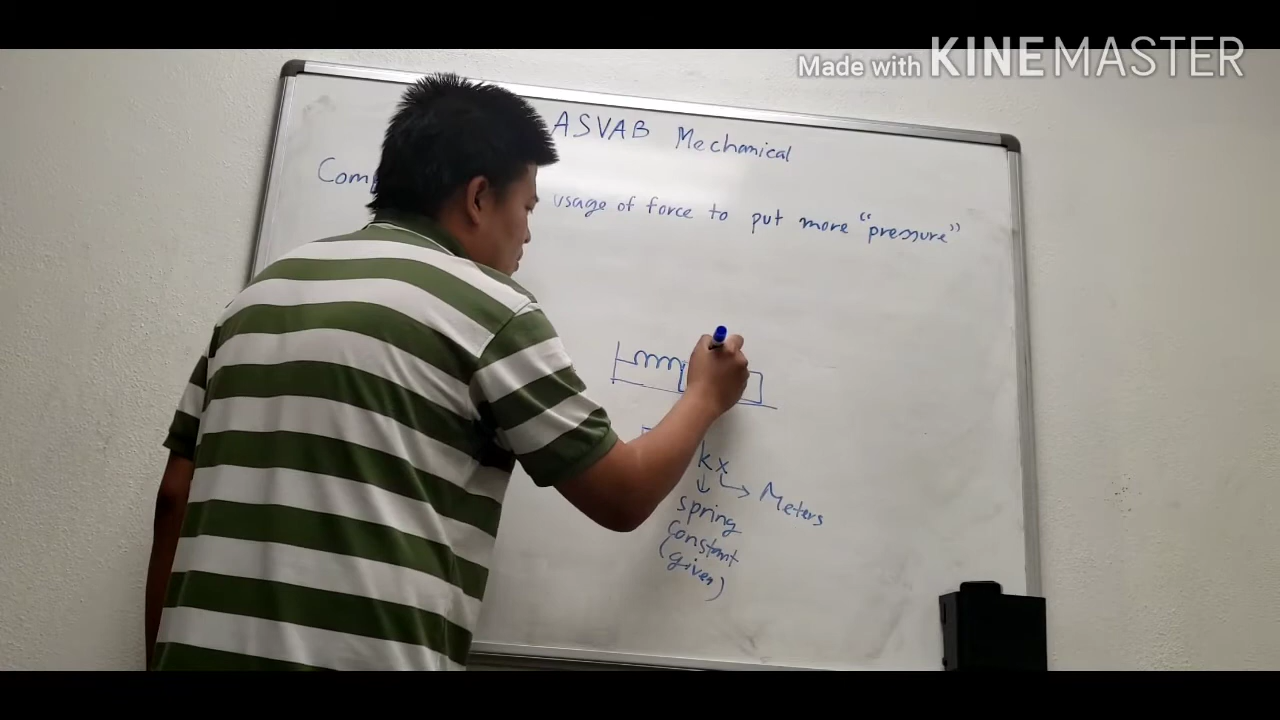 Made with KINEMASTER
ASVAB Mechanical
Com
usage of force to put more "pressure"
kx
Meters
spring
constant
(given)